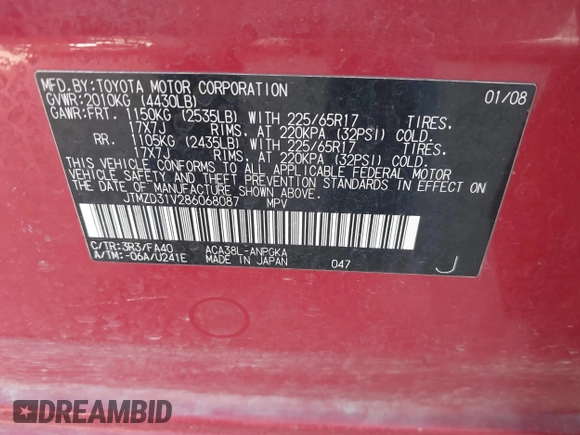 MFD.BY:TOYOTA MOTOR CORPORATION 01/08
GVWR:2010KG (4430LB)
GAWR:FRT. 1150KG (2535LB) WITH 225/65R17 TIRES,
17X7J RIMS, AT 220KPA (32PSI) COLD.
RR. 1105KG (2435LB) WITH 225/65R17 TIRES,
17X7J RIMS, AT 220KPA (32PSI) COLD.
THIS VEHICLE CONFORMS TO ALL APPLICABLE FEDERAL MOTOR
VEHICLE SAFETY AND THEFT PREVENTION STANDARDS IN EFFECT
ON THE DATE OF MANUFACTURE SHOWN ABOVE.
JTMZD31V286068087 MPV
C/TR:3R3/FA40 ACA38L-ANPGKA
A/TM:-06A/U241E MADE IN JAPAN 047 J
DREAMBID